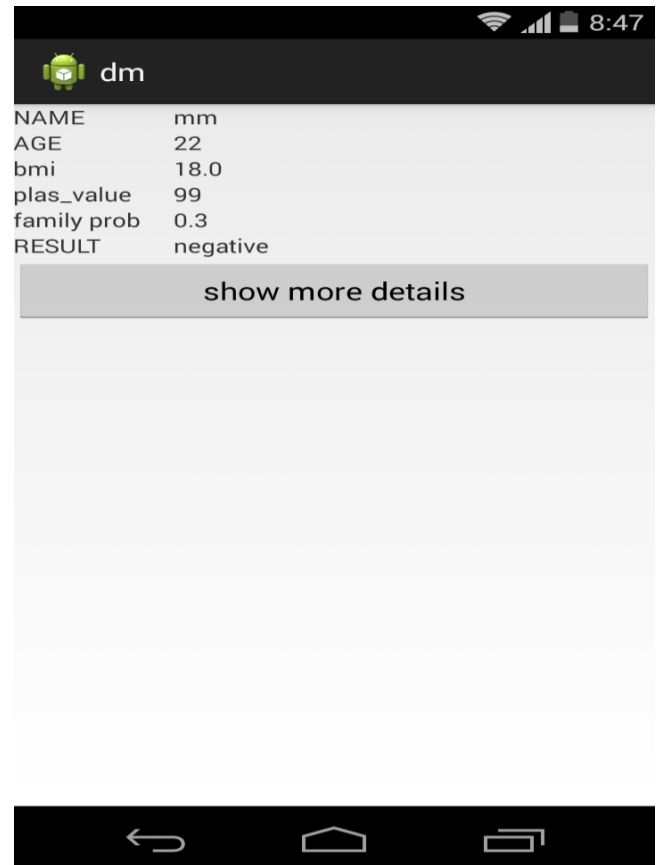 8:47
dm
NAME mm
AGE 22
bmi 18.0
plas_value 99
family prob 0.3
RESULT negative
show more details